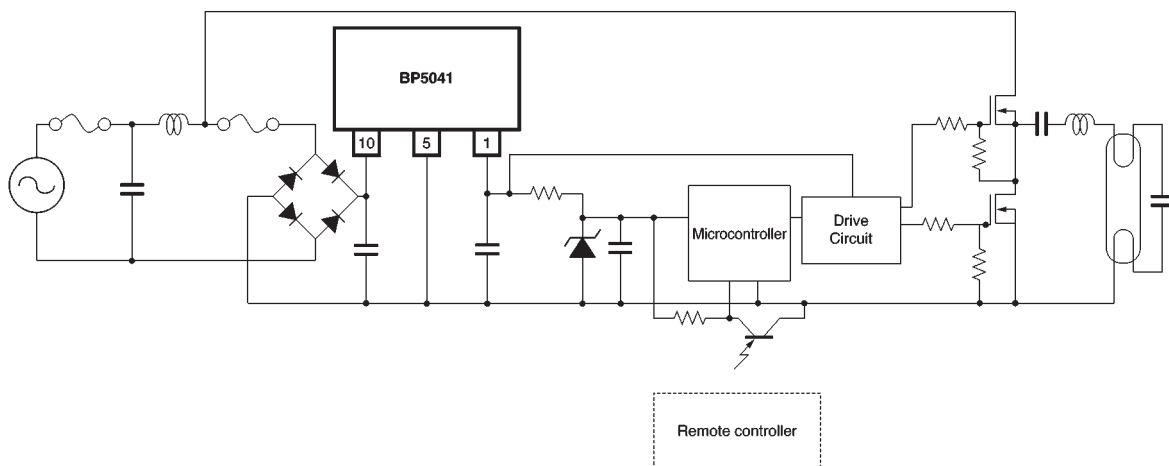 BP5041
10
5
1
Microcontroller
Drive
Circuit
Remote controller